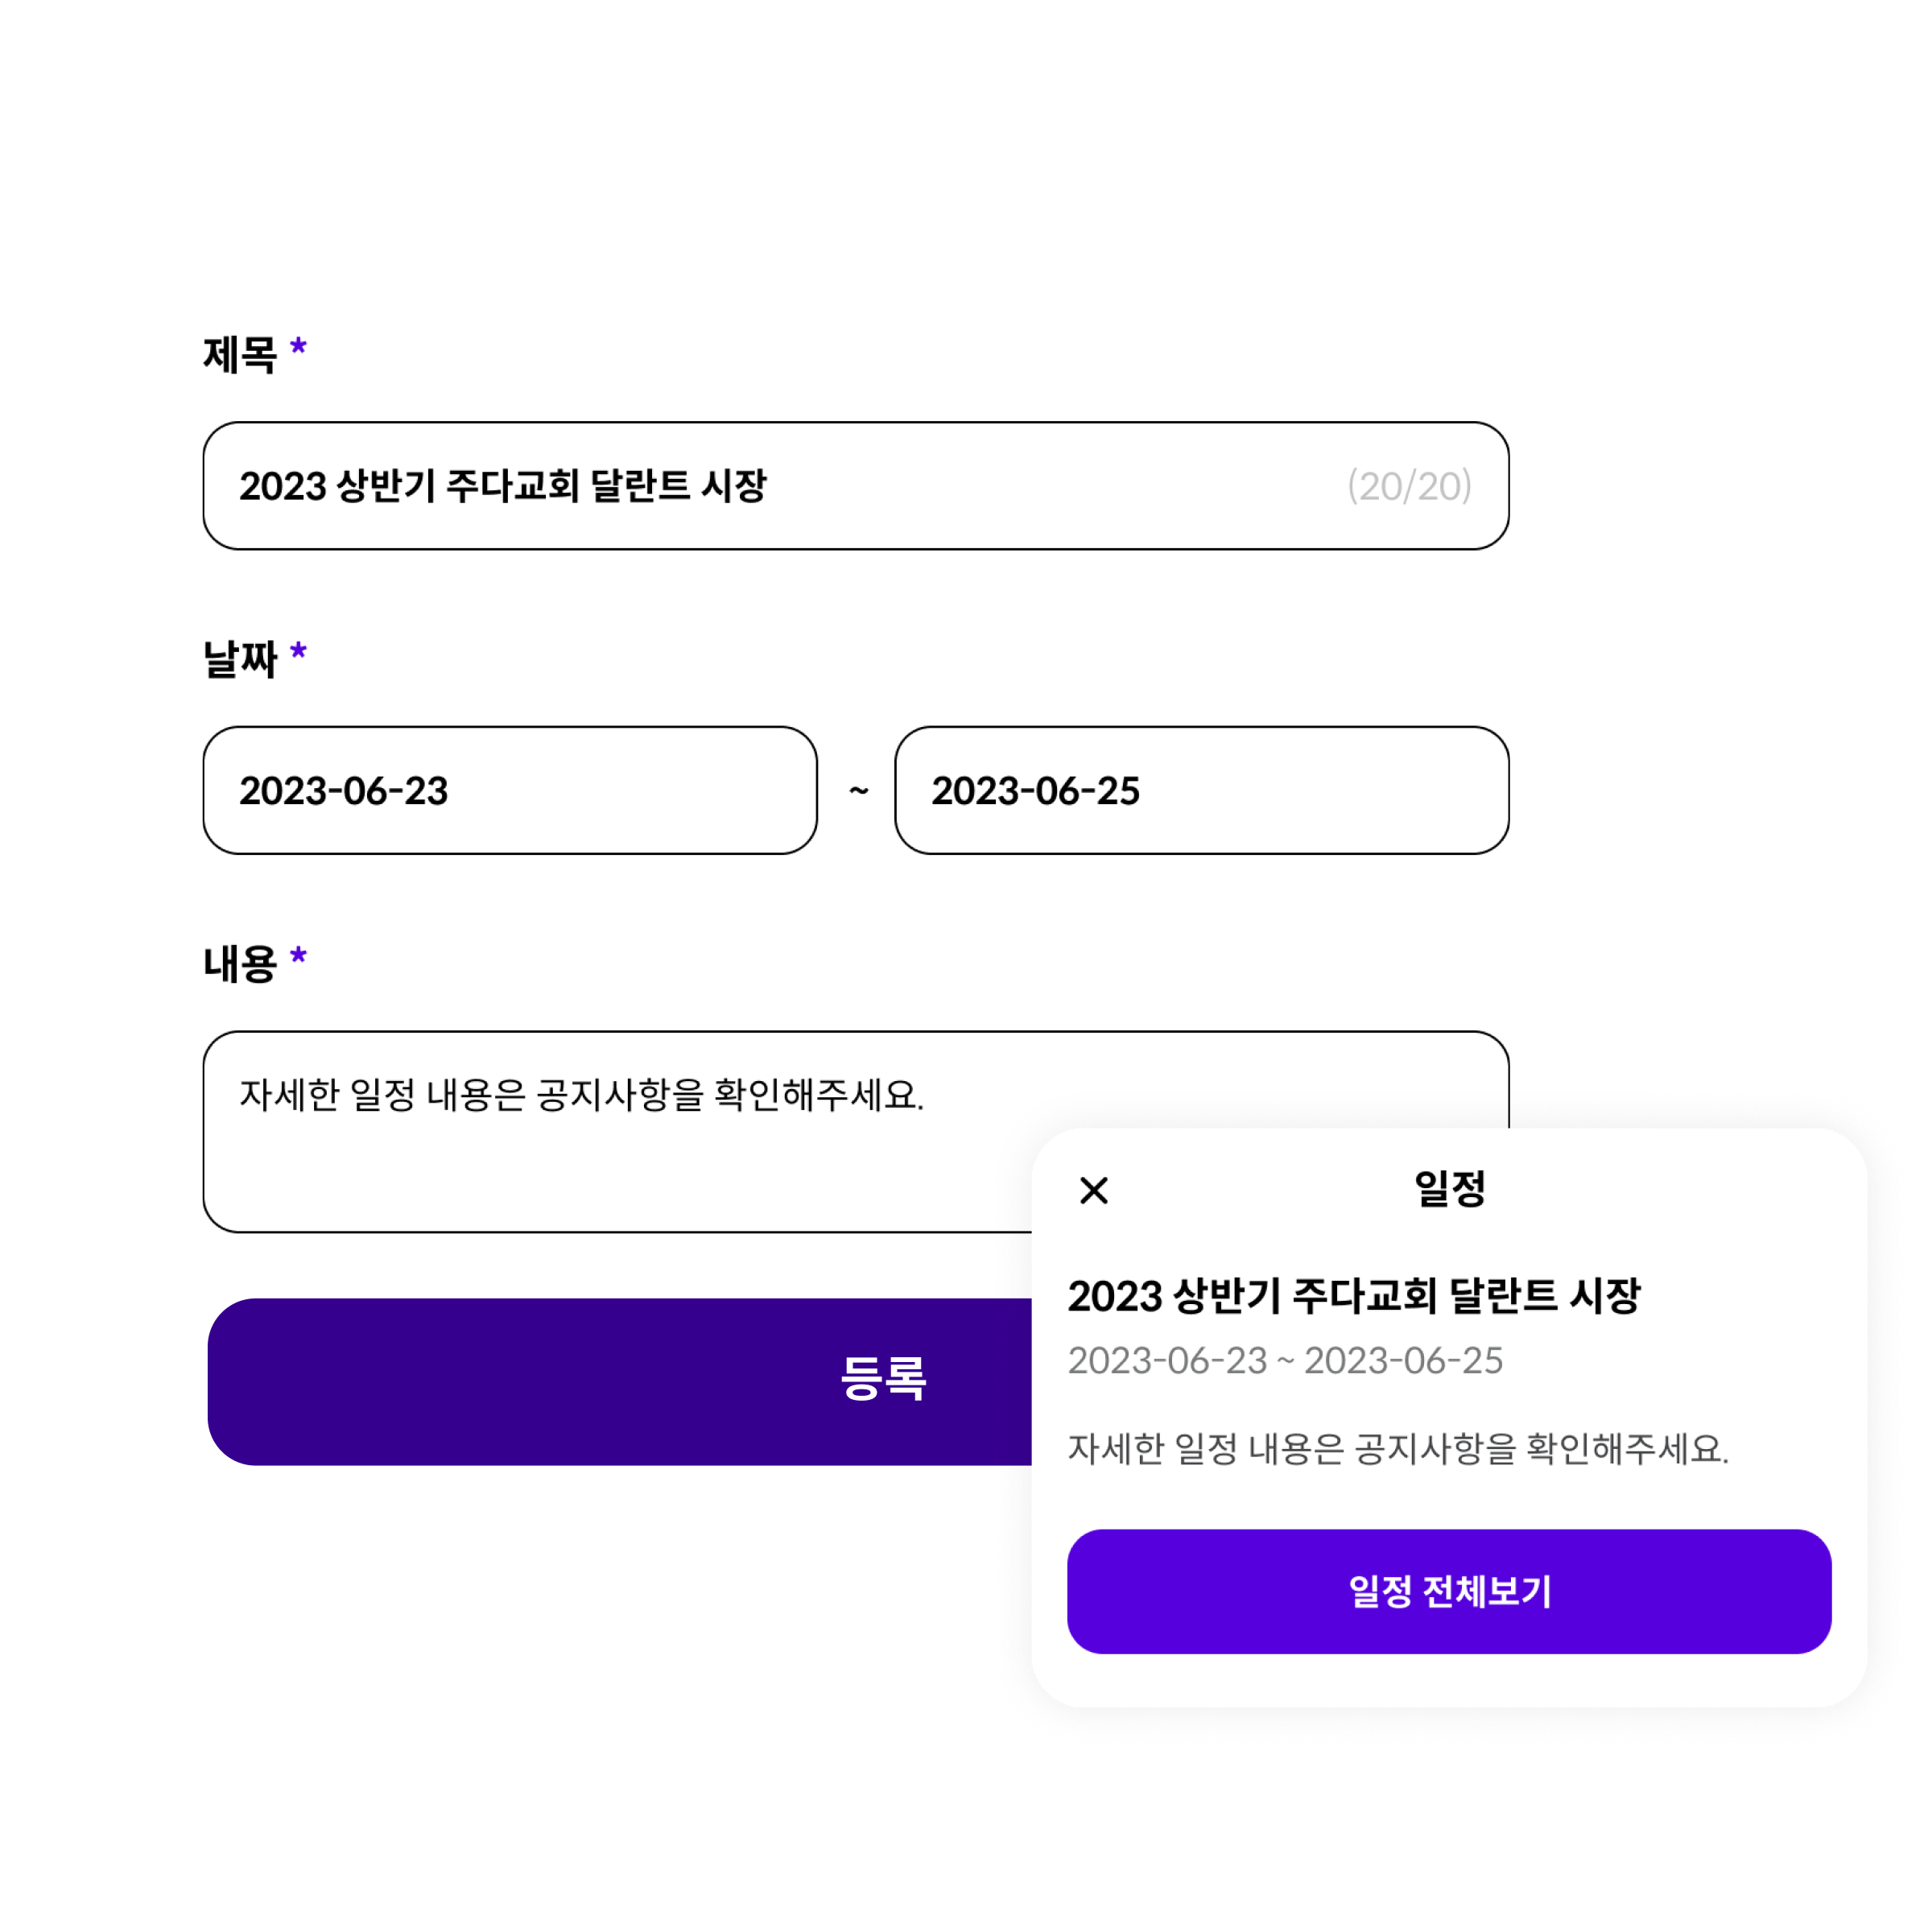 제목 *
2023 상반기 주다교회 달란트 시장 (20/20)
날짜 *
2023-06-23 ~ 2023-06-25
내용 *
자세한 일정 내용은 공지사항을 확인해주세요.
등록
일정
2023 상반기 주다교회 달란트 시장
2023-06-23 ~ 2023-06-25
자세한 일정 내용은 공지사항을 확인해주세요.
일정 전체보기